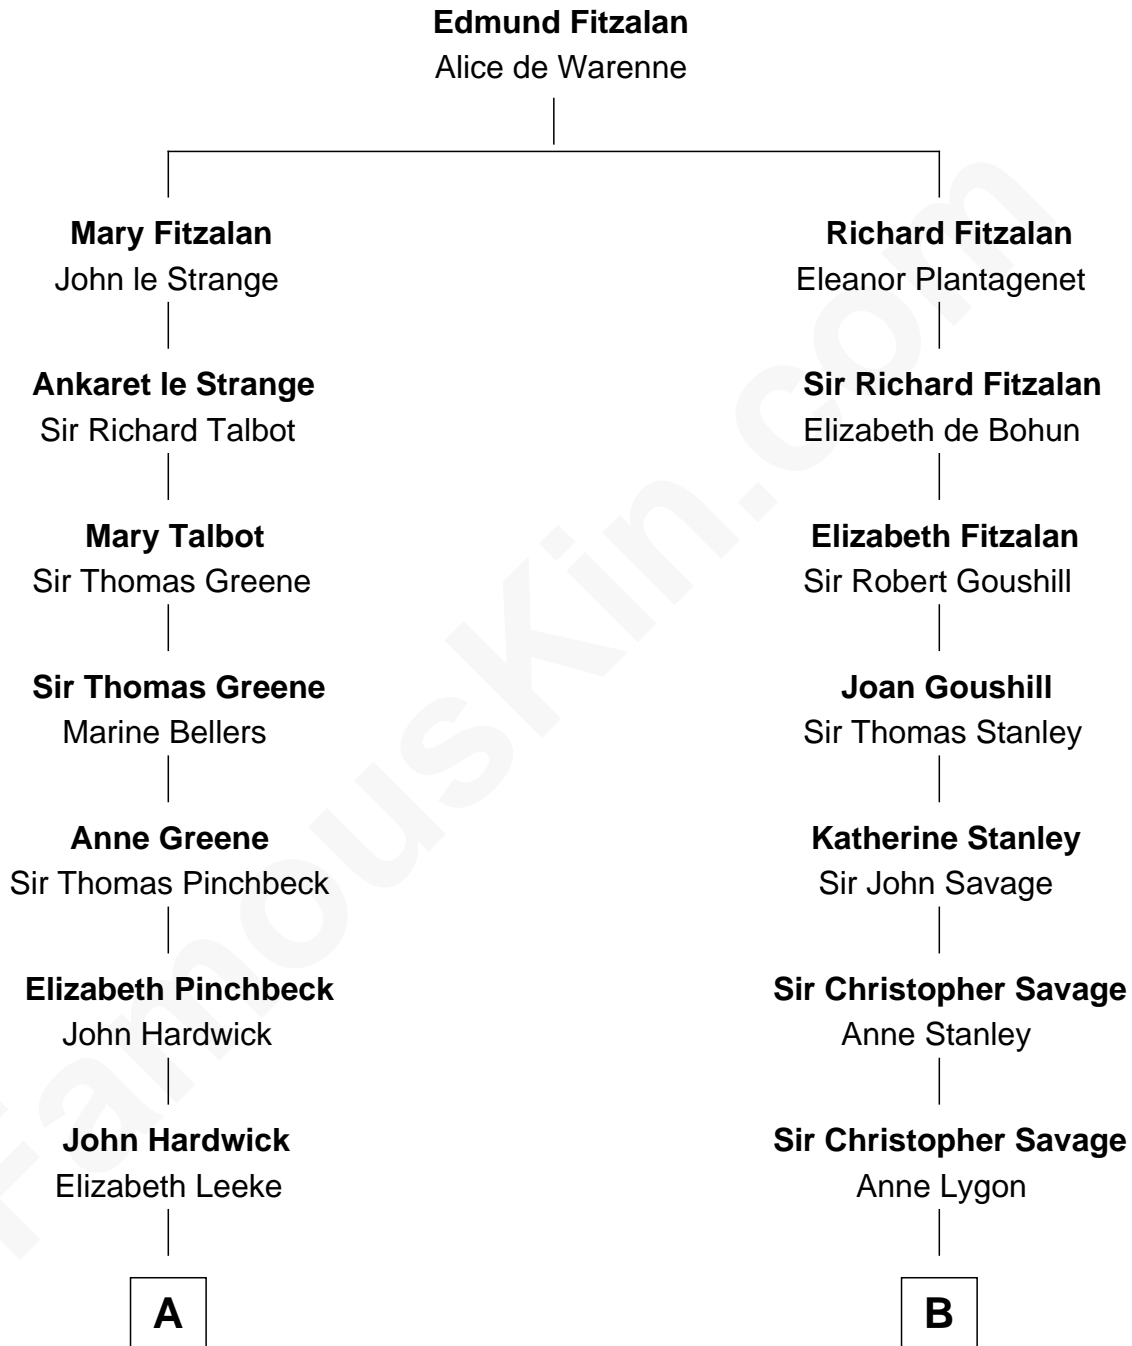 Edmund Fitzalan
Alice de Warenne
Mary Fitzalan
John le Strange
Richard Fitzalan
Eleanor Plantagenet
Ankaret le Strange
Sir Richard Talbot
Sir Richard Fitzalan
Elizabeth de Bohun
Mary Talbot
Sir Thomas Greene
Elizabeth Fitzalan
Sir Robert Goushill
Sir Thomas Greene
Marine Bellers
Joan Goushill
Sir Thomas Stanley
Anne Greene
Sir Thomas Pinchbeck
Katherine Stanley
Sir John Savage
Elizabeth Pinchbeck
John Hardwick
Sir Christopher Savage
Anne Stanley
John Hardwick
Elizabeth Leeke
Sir Christopher Savage
Anne Lygon
A
B
FamousKin.com